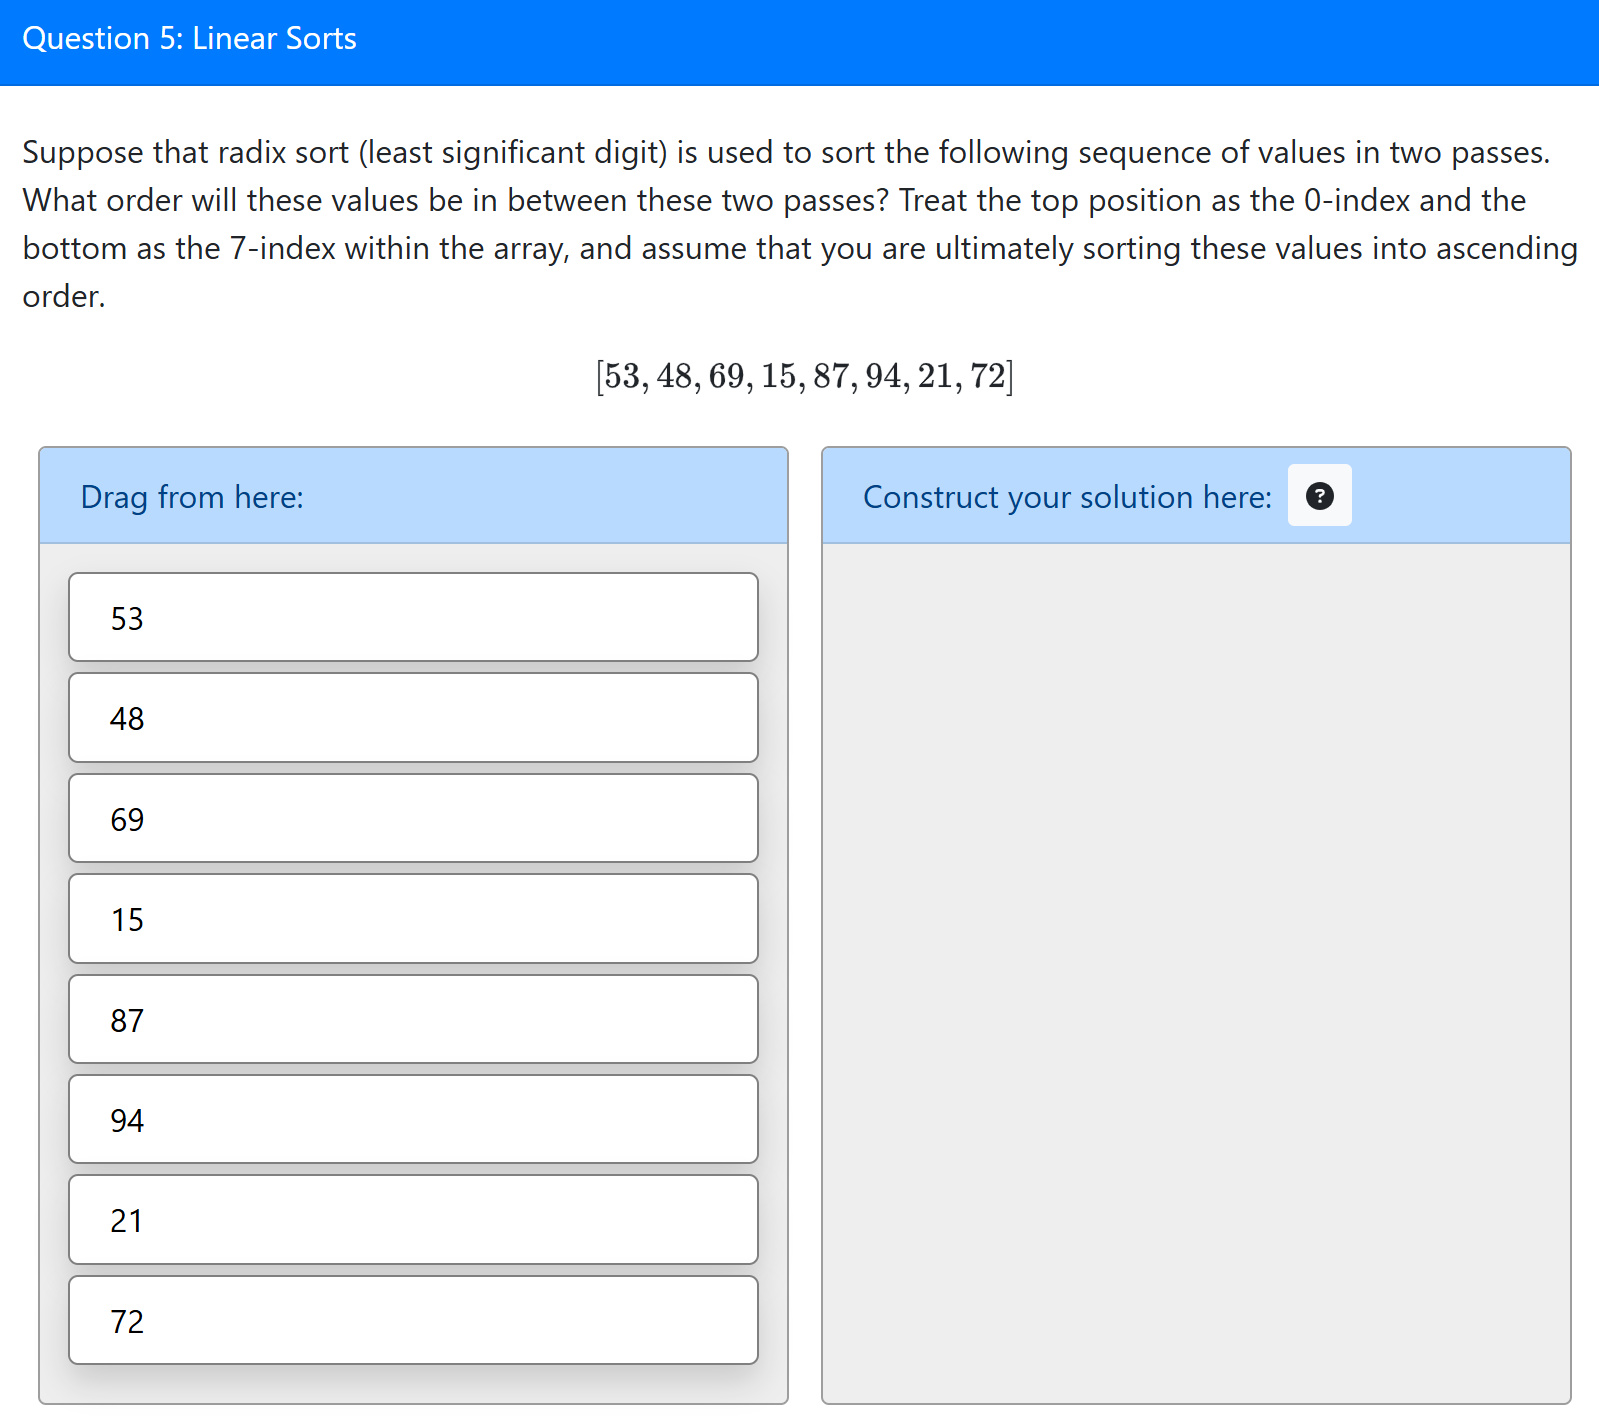 Question 5: Linear Sorts
Suppose that radix sort (least significant digit) is used to sort the following sequence of values in two passes.
What order will these values be in between these two passes? Treat the top position as the 0-index and the
bottom as the 7-index within the array, and assume that you are ultimately sorting these values into ascending
order.
[53, 48, 69, 15, 87, 94, 21, 72]
Drag from here:
53
48
69
15
87
94
21
72
Construct your solution here: ?